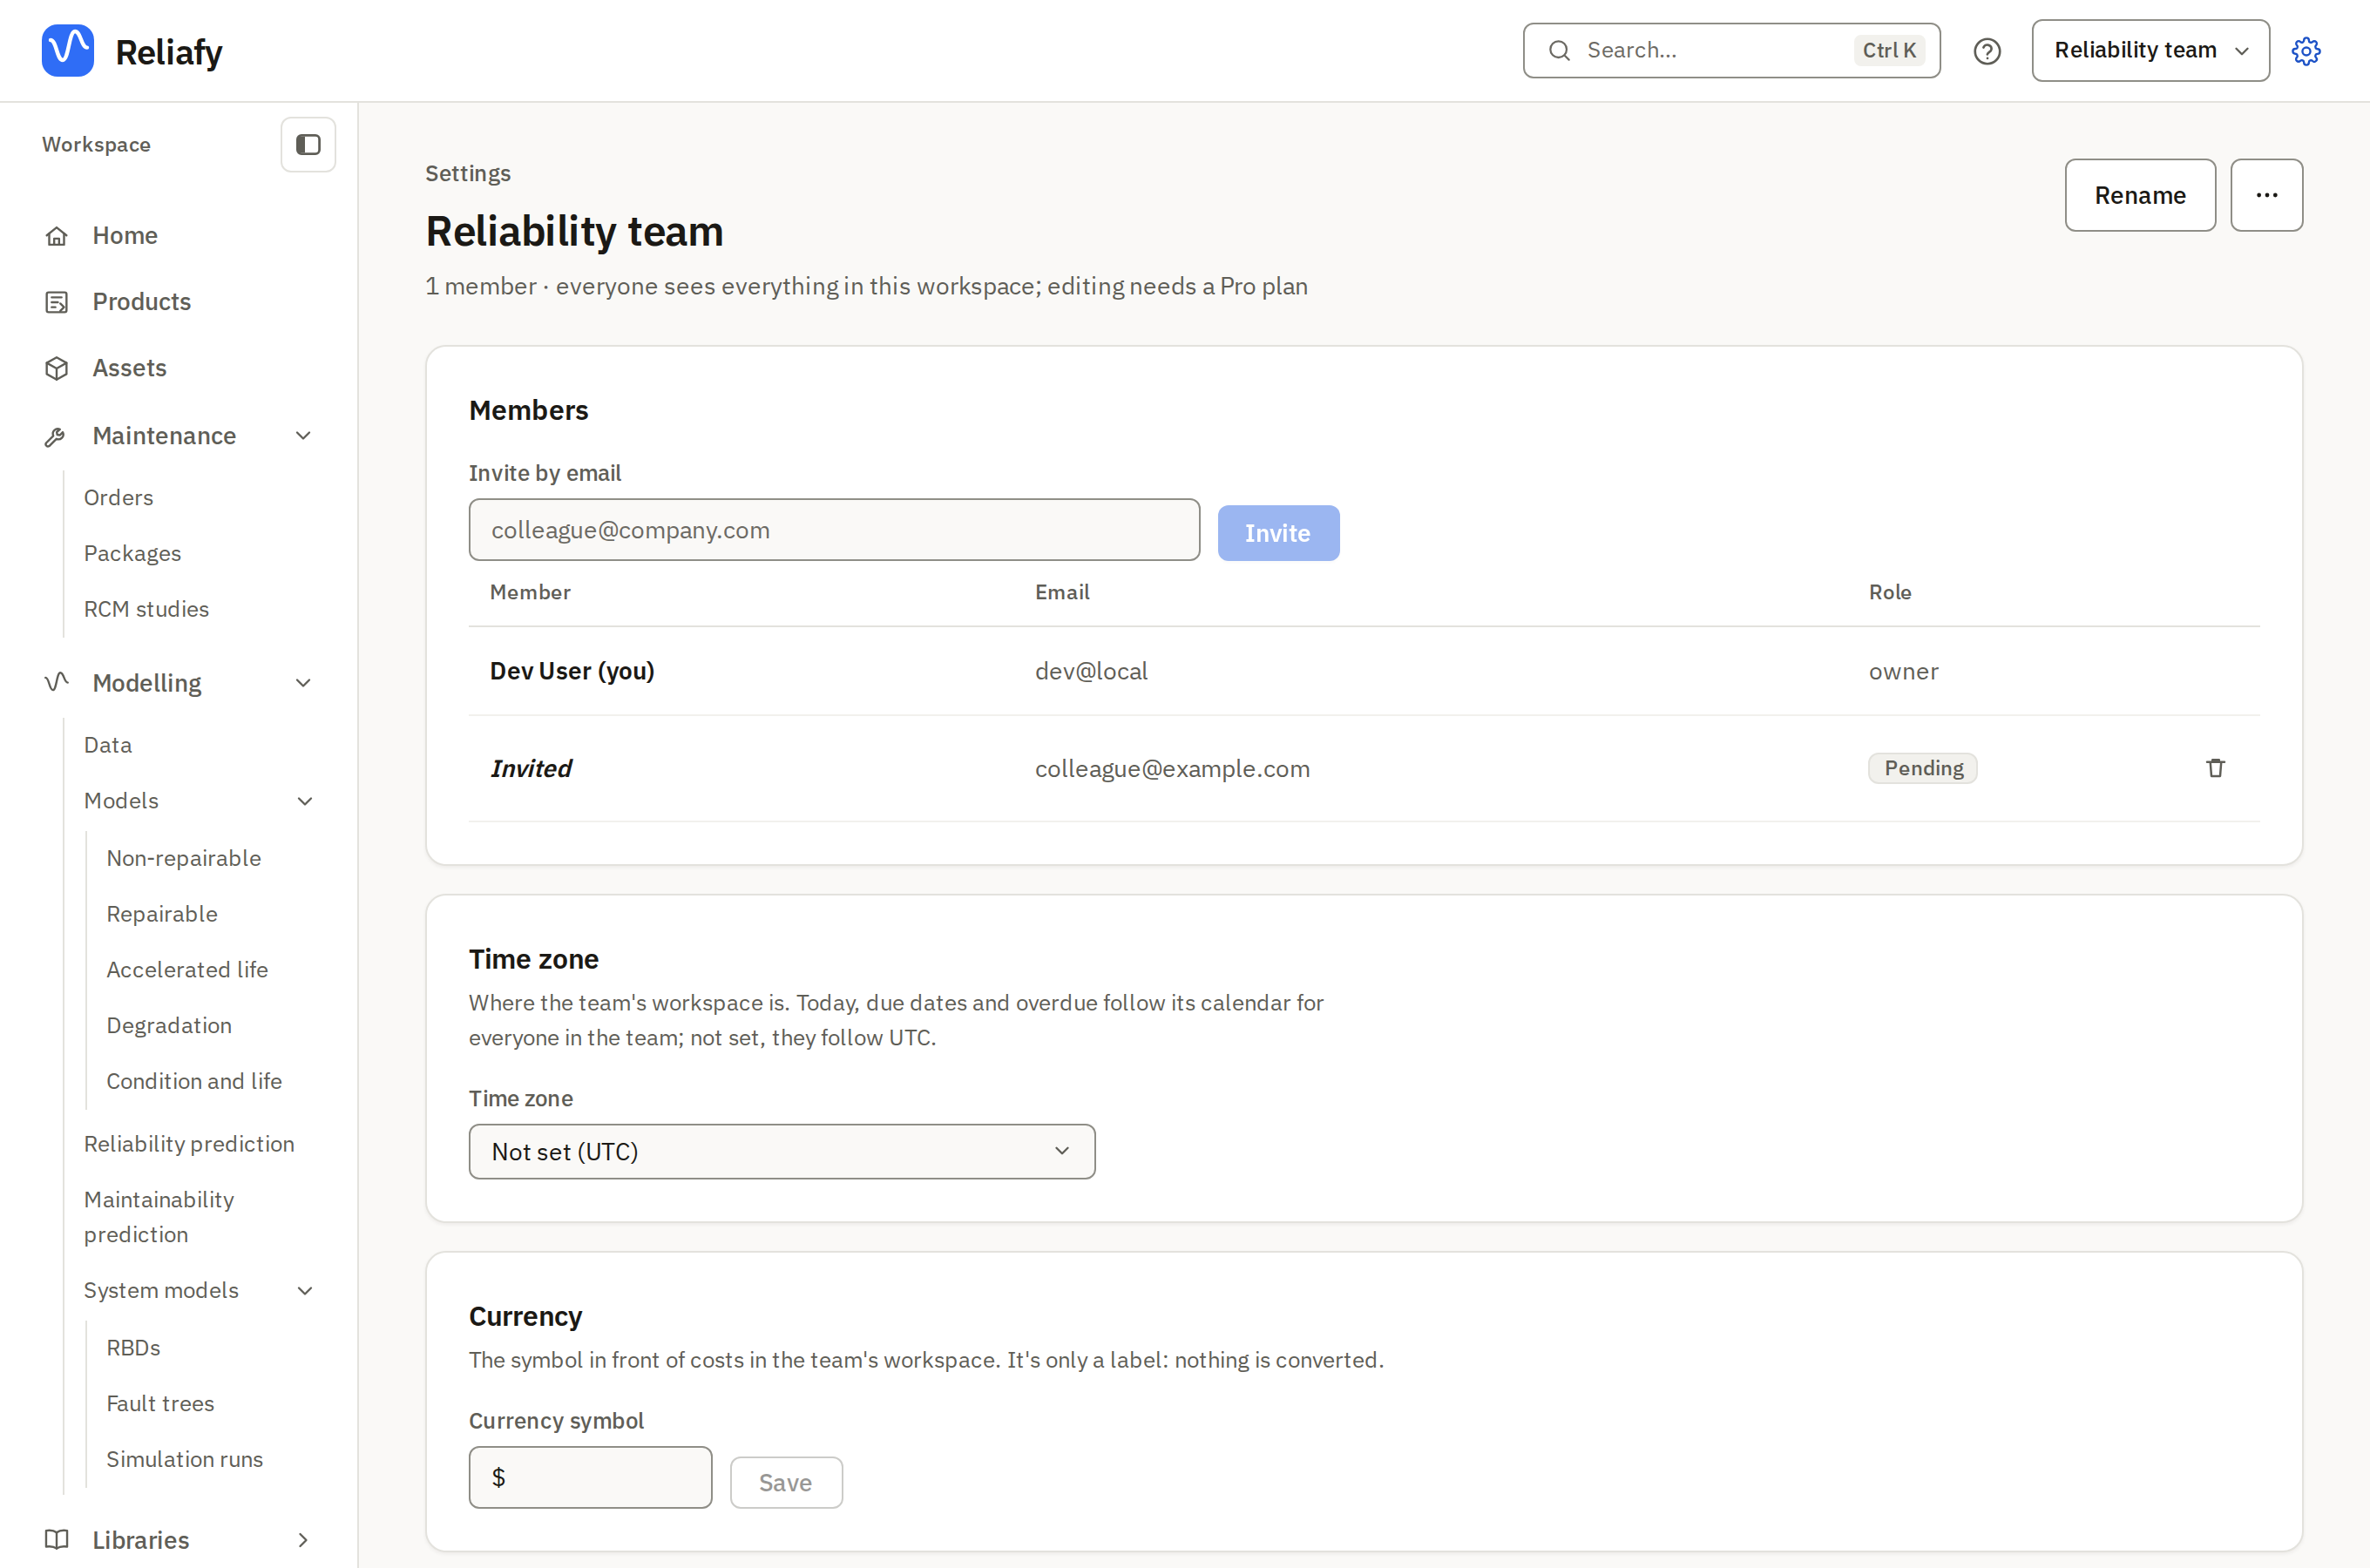 Reliafy
Search...
Ctrl K
Reliability team
Workspace
Home
Products
Assets
Maintenance
Orders
Packages
RCM studies
Modelling
Data
Models
Non-repairable
Repairable
Accelerated life
Degradation
Condition and life
Reliability prediction
Maintainability
prediction
System models
RBDs
Fault trees
Simulation runs
Libraries
Settings
Reliability team
1 member · everyone sees everything in this workspace; editing needs a Pro plan
Rename
Members
Invite by email
colleague@company.com
Invite
Member Email Role
Dev User (you) dev@local owner
Invited colleague@example.com Pending
Time zone
Where the team's workspace is. Today, due dates and overdue follow its calendar for
everyone in the team; not set, they follow UTC.
Time zone
Not set (UTC)
Currency
The symbol in front of costs in the team's workspace. It's only a label: nothing is converted.
Currency symbol
$
Save